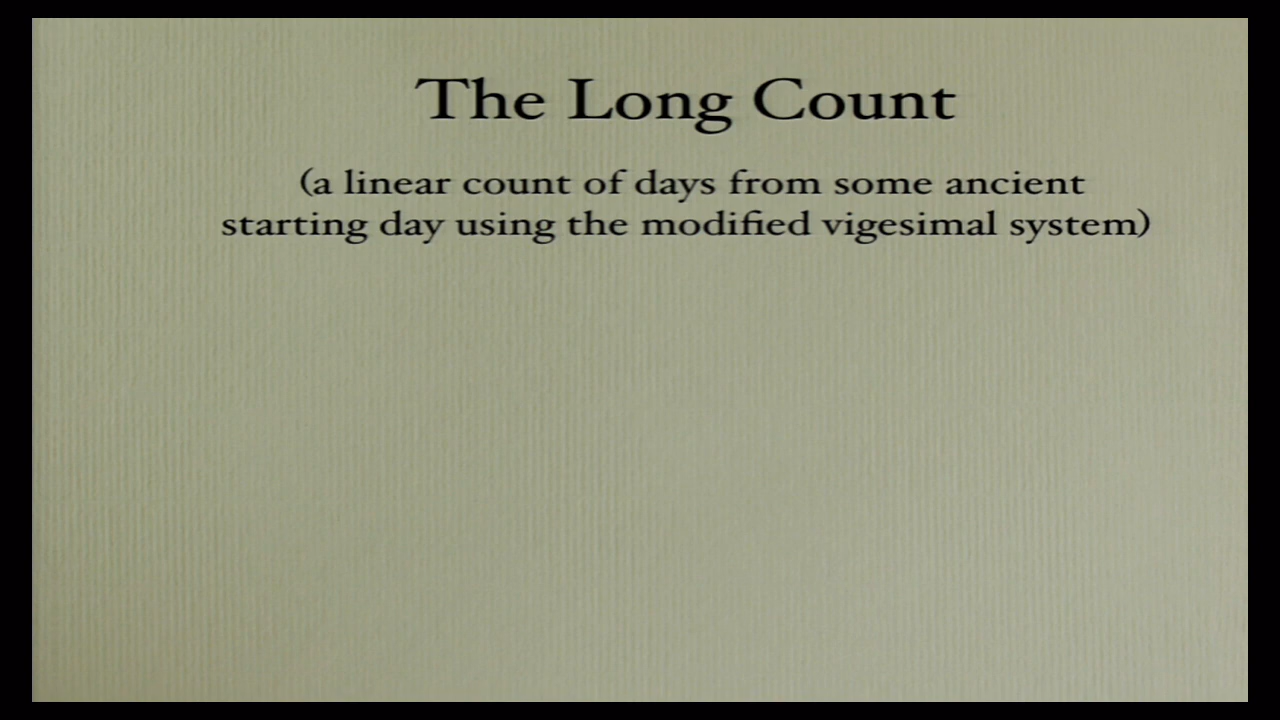 The Long Count
(a linear count of days from some ancient
starting day using the modified vigesimal system)